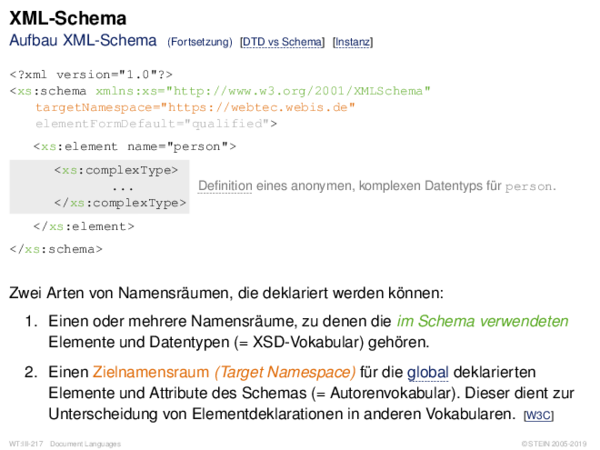 XML-Schema
Aufbau XML-Schema (Fortsetzung) [DTD vs Schema] [Instanz]
<?xml version="1.0"?>
<xs:schema xmlns:xs="http://www.w3.org/2001/XMLSchema"
targetNamespace="https://webtec.webis.de"
elementFormDefault="qualified">
<xs:element name="person">
<xs:complexType>
...
</xs:complexType>
Definition eines anonymen, komplexen Datentyps für person.
</xs:element>
</xs:schema>
Zwei Arten von Namensräumen, die deklariert werden können:
1. Einen oder mehrere Namensräume, zu denen die im Schema verwendeten
Elemente und Datentypen (= XSD-Vokabular) gehören.
2. Einen Zielnamensraum (Target Namespace) für die global deklarierten
Elemente und Attribute des Schemas (= Autorenvokabular). Dieser dient zur
Unterscheidung von Elementdeklarationen in anderen Vokabularen. [W3C]
WT:III-217 Document Languages ©STEIN 2005-2019